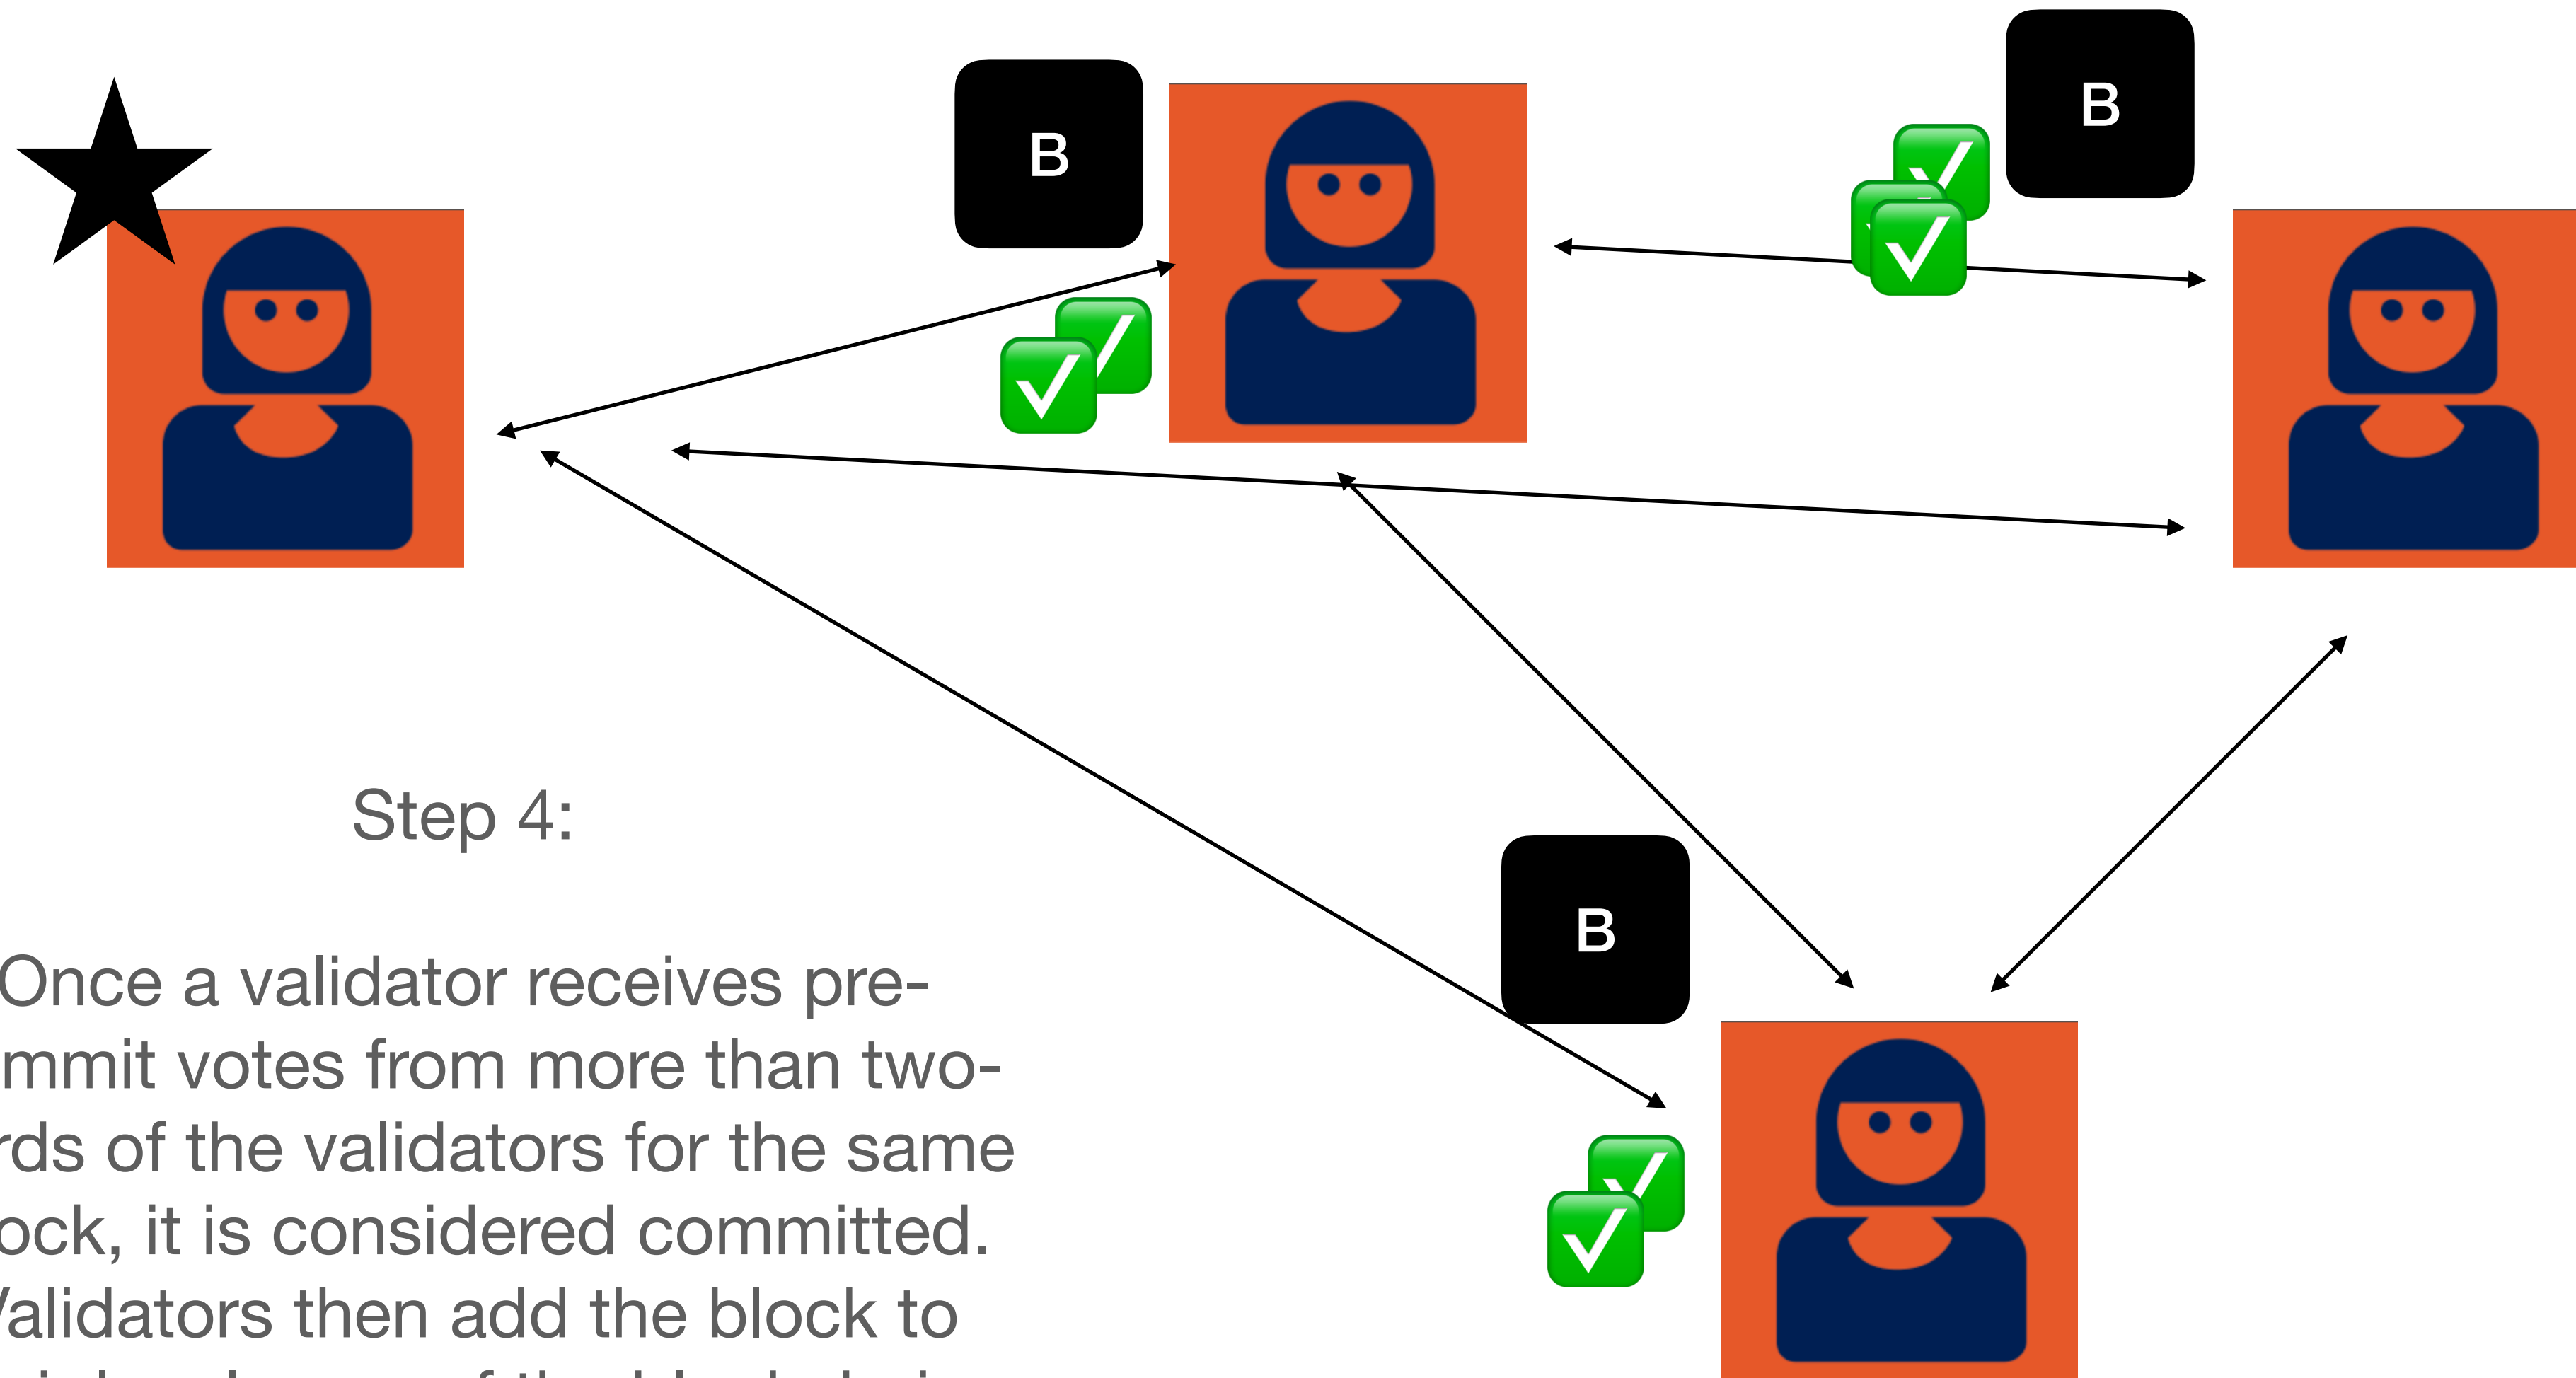 B
B
B
Step 4:
Once a validator receives pre-
mmit votes from more than two-
rds of the validators for the same
ock, it is considered committed.
Validators then add the block to